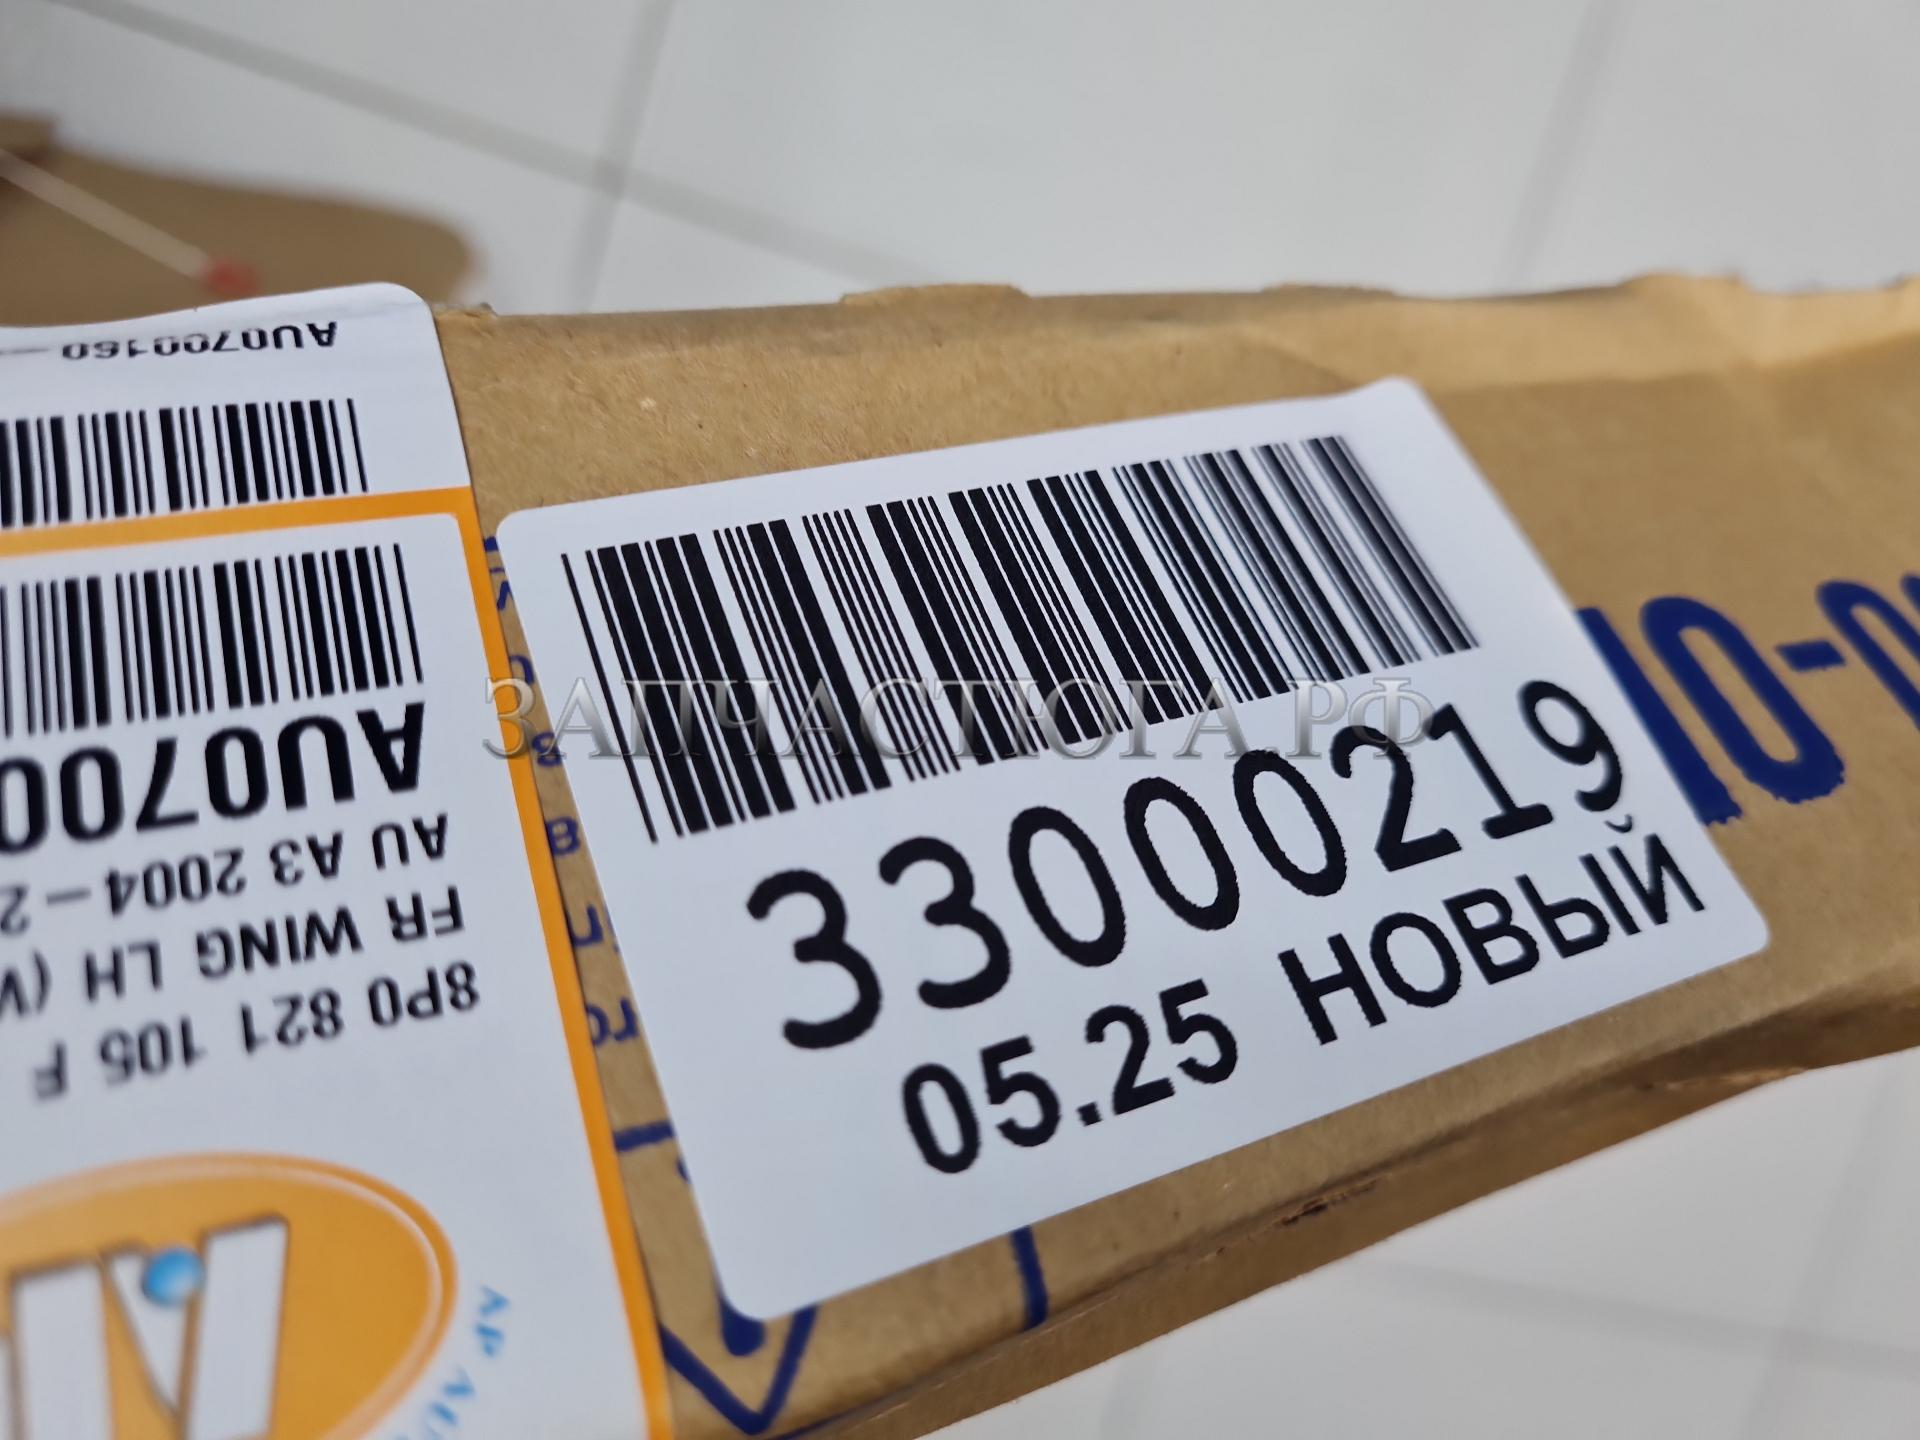 AU0700160 —
AU0700
AU A3 2004-2
FR WING LH (
8P0 821 105 F
ЗАПЧАСТЮГА.РФ
33000219
05.25 НОВЫЙ